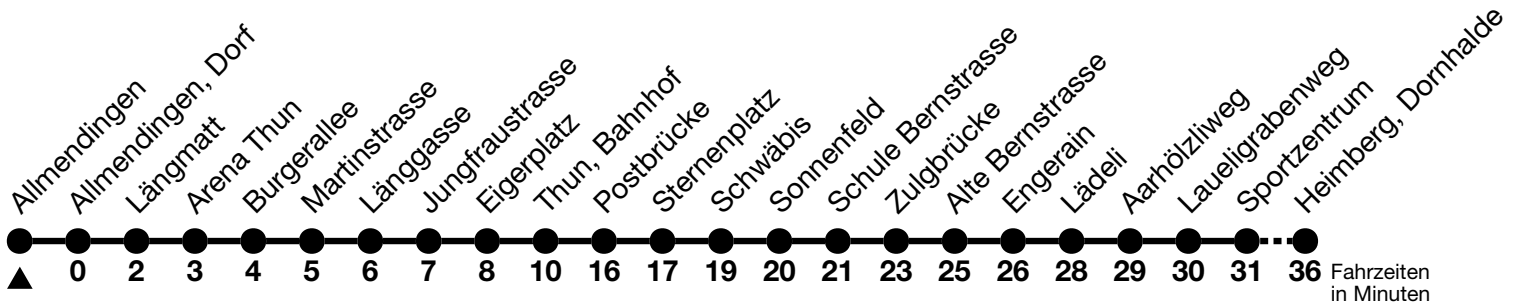 Allmendingen
Allmendingen, Dorf
Längmatt
Arena Thun
Burgerallee
Martinstrasse
Länggasse
Jungfraustrasse
Eigerplatz
Thun, Bahnhof
Postbrücke
Sternenplatz
Schwäbis
Sonnenfeld
Schule Bernstrasse
Zulgbrücke
Alte Bernstrasse
Engerain
Lädeli
Aarhölzliweg
Laueligrabenweg
Sportzentrum
Heimberg, Dornhalde
0 2 3 4 5 6 7 8 10 16 17 19 20 21 23 25 26 28 29 30 31 36 Fahrzeiten
in Minuten